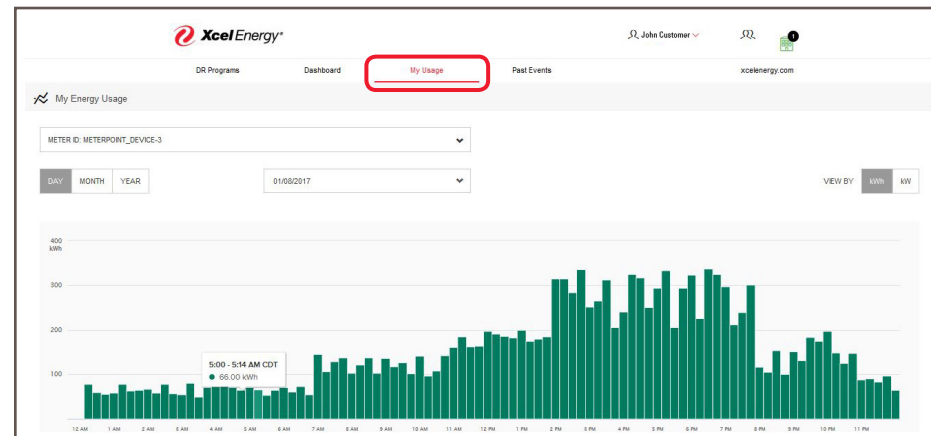 Xcel Energy®
John Customer
1
DR Programs Dashboard My Usage Past Events xcelenergy.com
My Energy Usage
METER ID: METERPOINT_DEVICE-3
DAY MONTH YEAR 01/08/2017 VIEW BY kWh kW
400
kWh
300
200
100
5:00 - 5:14 AM CDT
66.00 kWh
12 AM 1 AM 2 AM 3 AM 4 AM 5 AM 6 AM 7 AM 8 AM 9 AM 10 AM 11 AM 12 PM 1 PM 2 PM 3 PM 4 PM 5 PM 6 PM 7 PM 8 PM 9 PM 10 PM 11 PM